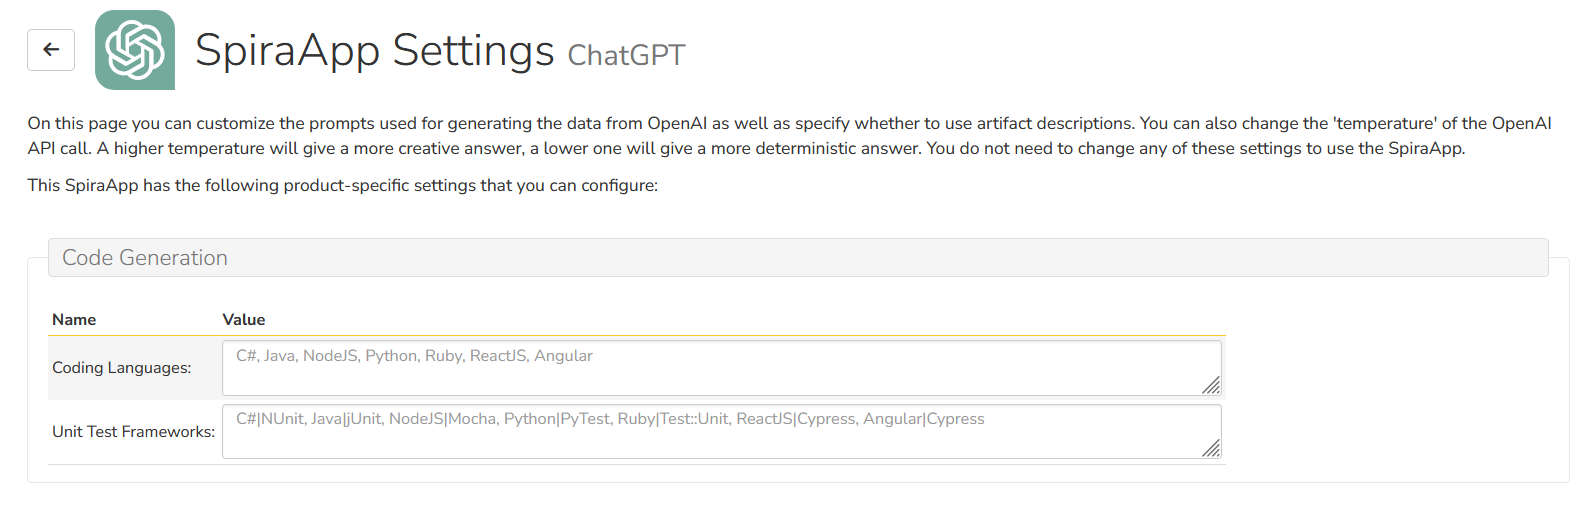 SpiraApp Settings ChatGPT
On this page you can customize the prompts used for generating the data from OpenAI as well as specify whether to use artifact descriptions. You can also change the 'temperature' of the OpenAI
API call. A higher temperature will give a more creative answer, a lower one will give a more deterministic answer. You do not need to change any of these settings to use the SpiraApp.
This SpiraApp has the following product-specific settings that you can configure:
Code Generation
Name Value
Coding Languages: C#, Java, NodeJS, Python, Ruby, ReactJS, Angular
Unit Test Frameworks: C#|NUnit, Java|jUnit, NodeJS|Mocha, Python|PyTest, Ruby|Test::Unit, ReactJS|Cypress, Angular|Cypress